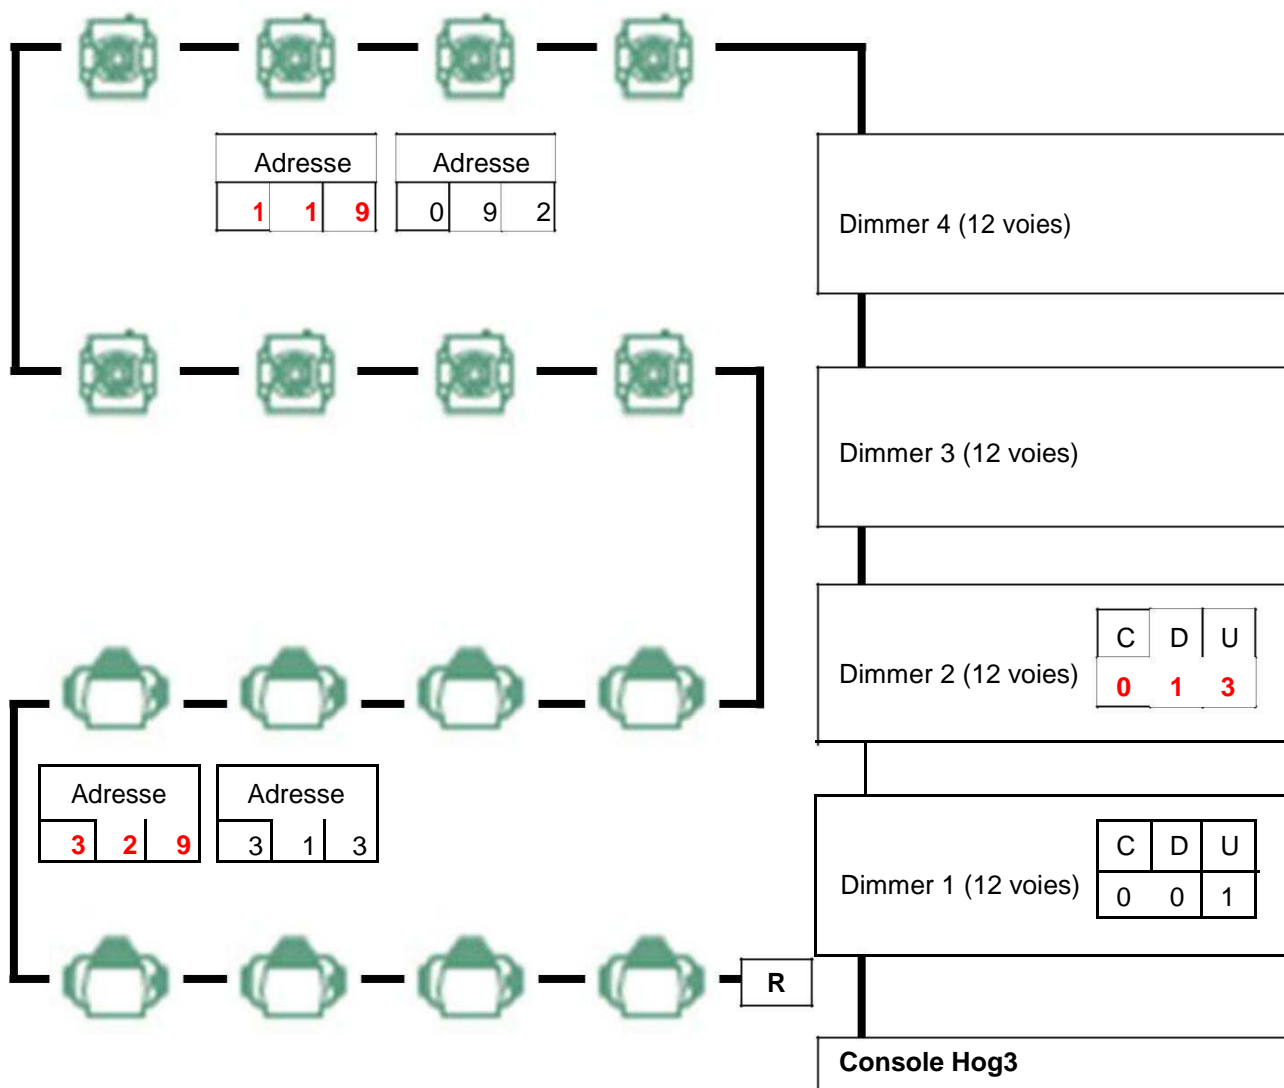 Adresse Adresse
1 1 9 0 9 2
Dimmer 4 (12 voies)
Dimmer 3 (12 voies)
C D U
Dimmer 2 (12 voies)
0 1 3
Adresse Adresse
3 2 9 3 1 3
C D U
Dimmer 1 (12 voies)
0 0 1
R
Console Hog3